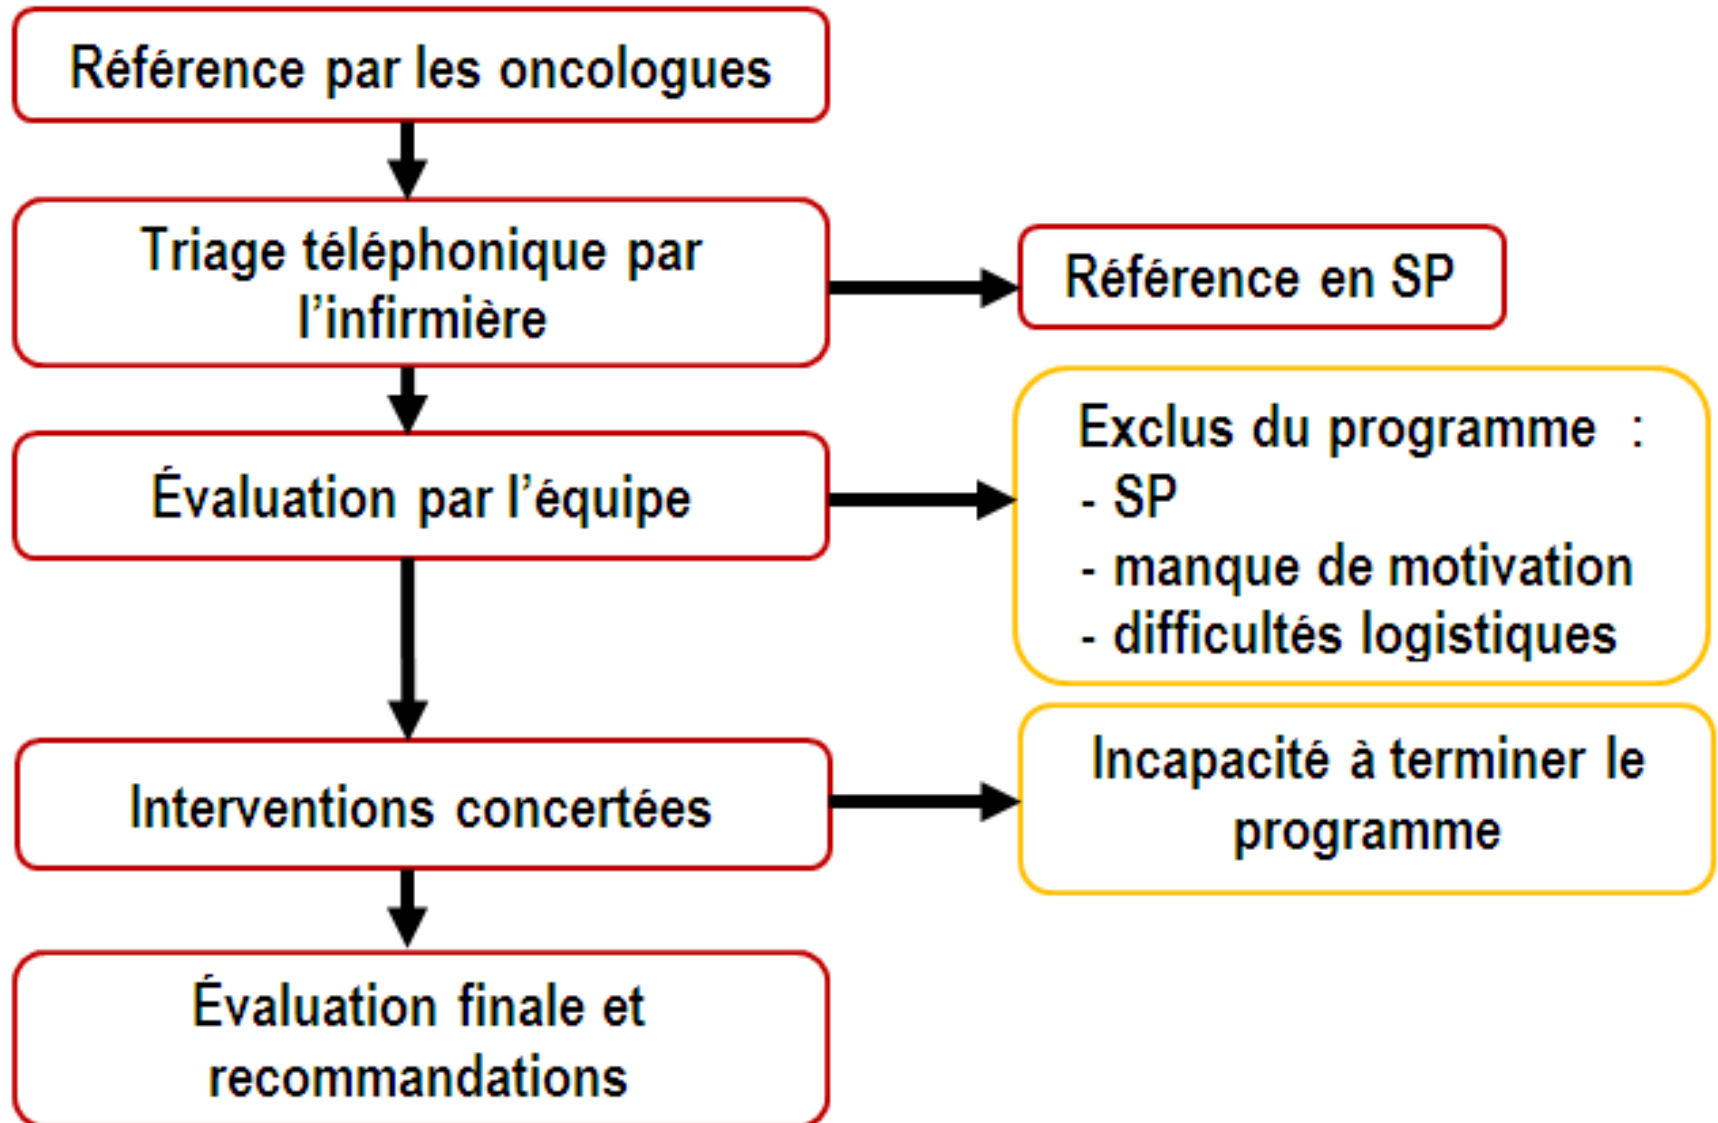 Référence par les oncologues
Triage téléphonique par
l'infirmière
Référence en SP
Évaluation par l'équipe
Exclus du programme :
- SP
- manque de motivation
- difficultés logistiques
Interventions concertées
Incapacité à terminer le
programme
Évaluation finale et
recommandations